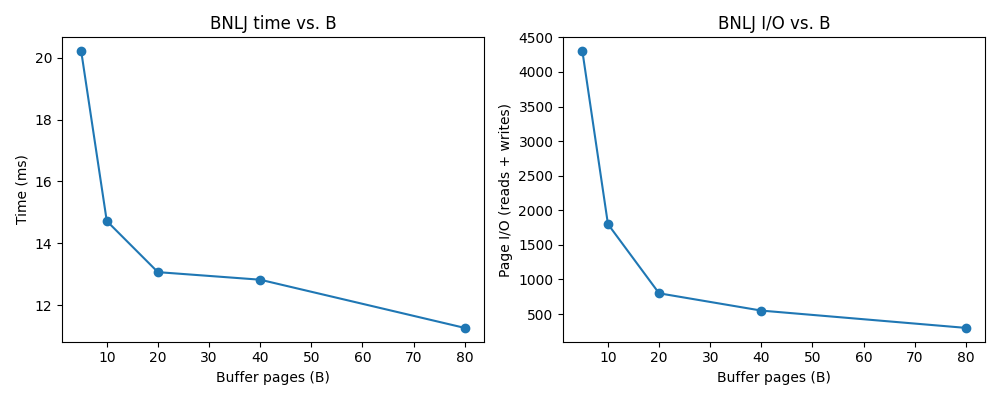 BNLJ time vs. B
Time (ms)
20
18
16
14
12
10 20 30 40 50 60 70 80
Buffer pages (B)
BNLJ I/O vs. B
Page I/O (reads + writes)
4500
4000
3500
3000
2500
2000
1500
1000
500
10 20 30 40 50 60 70 80
Buffer pages (B)